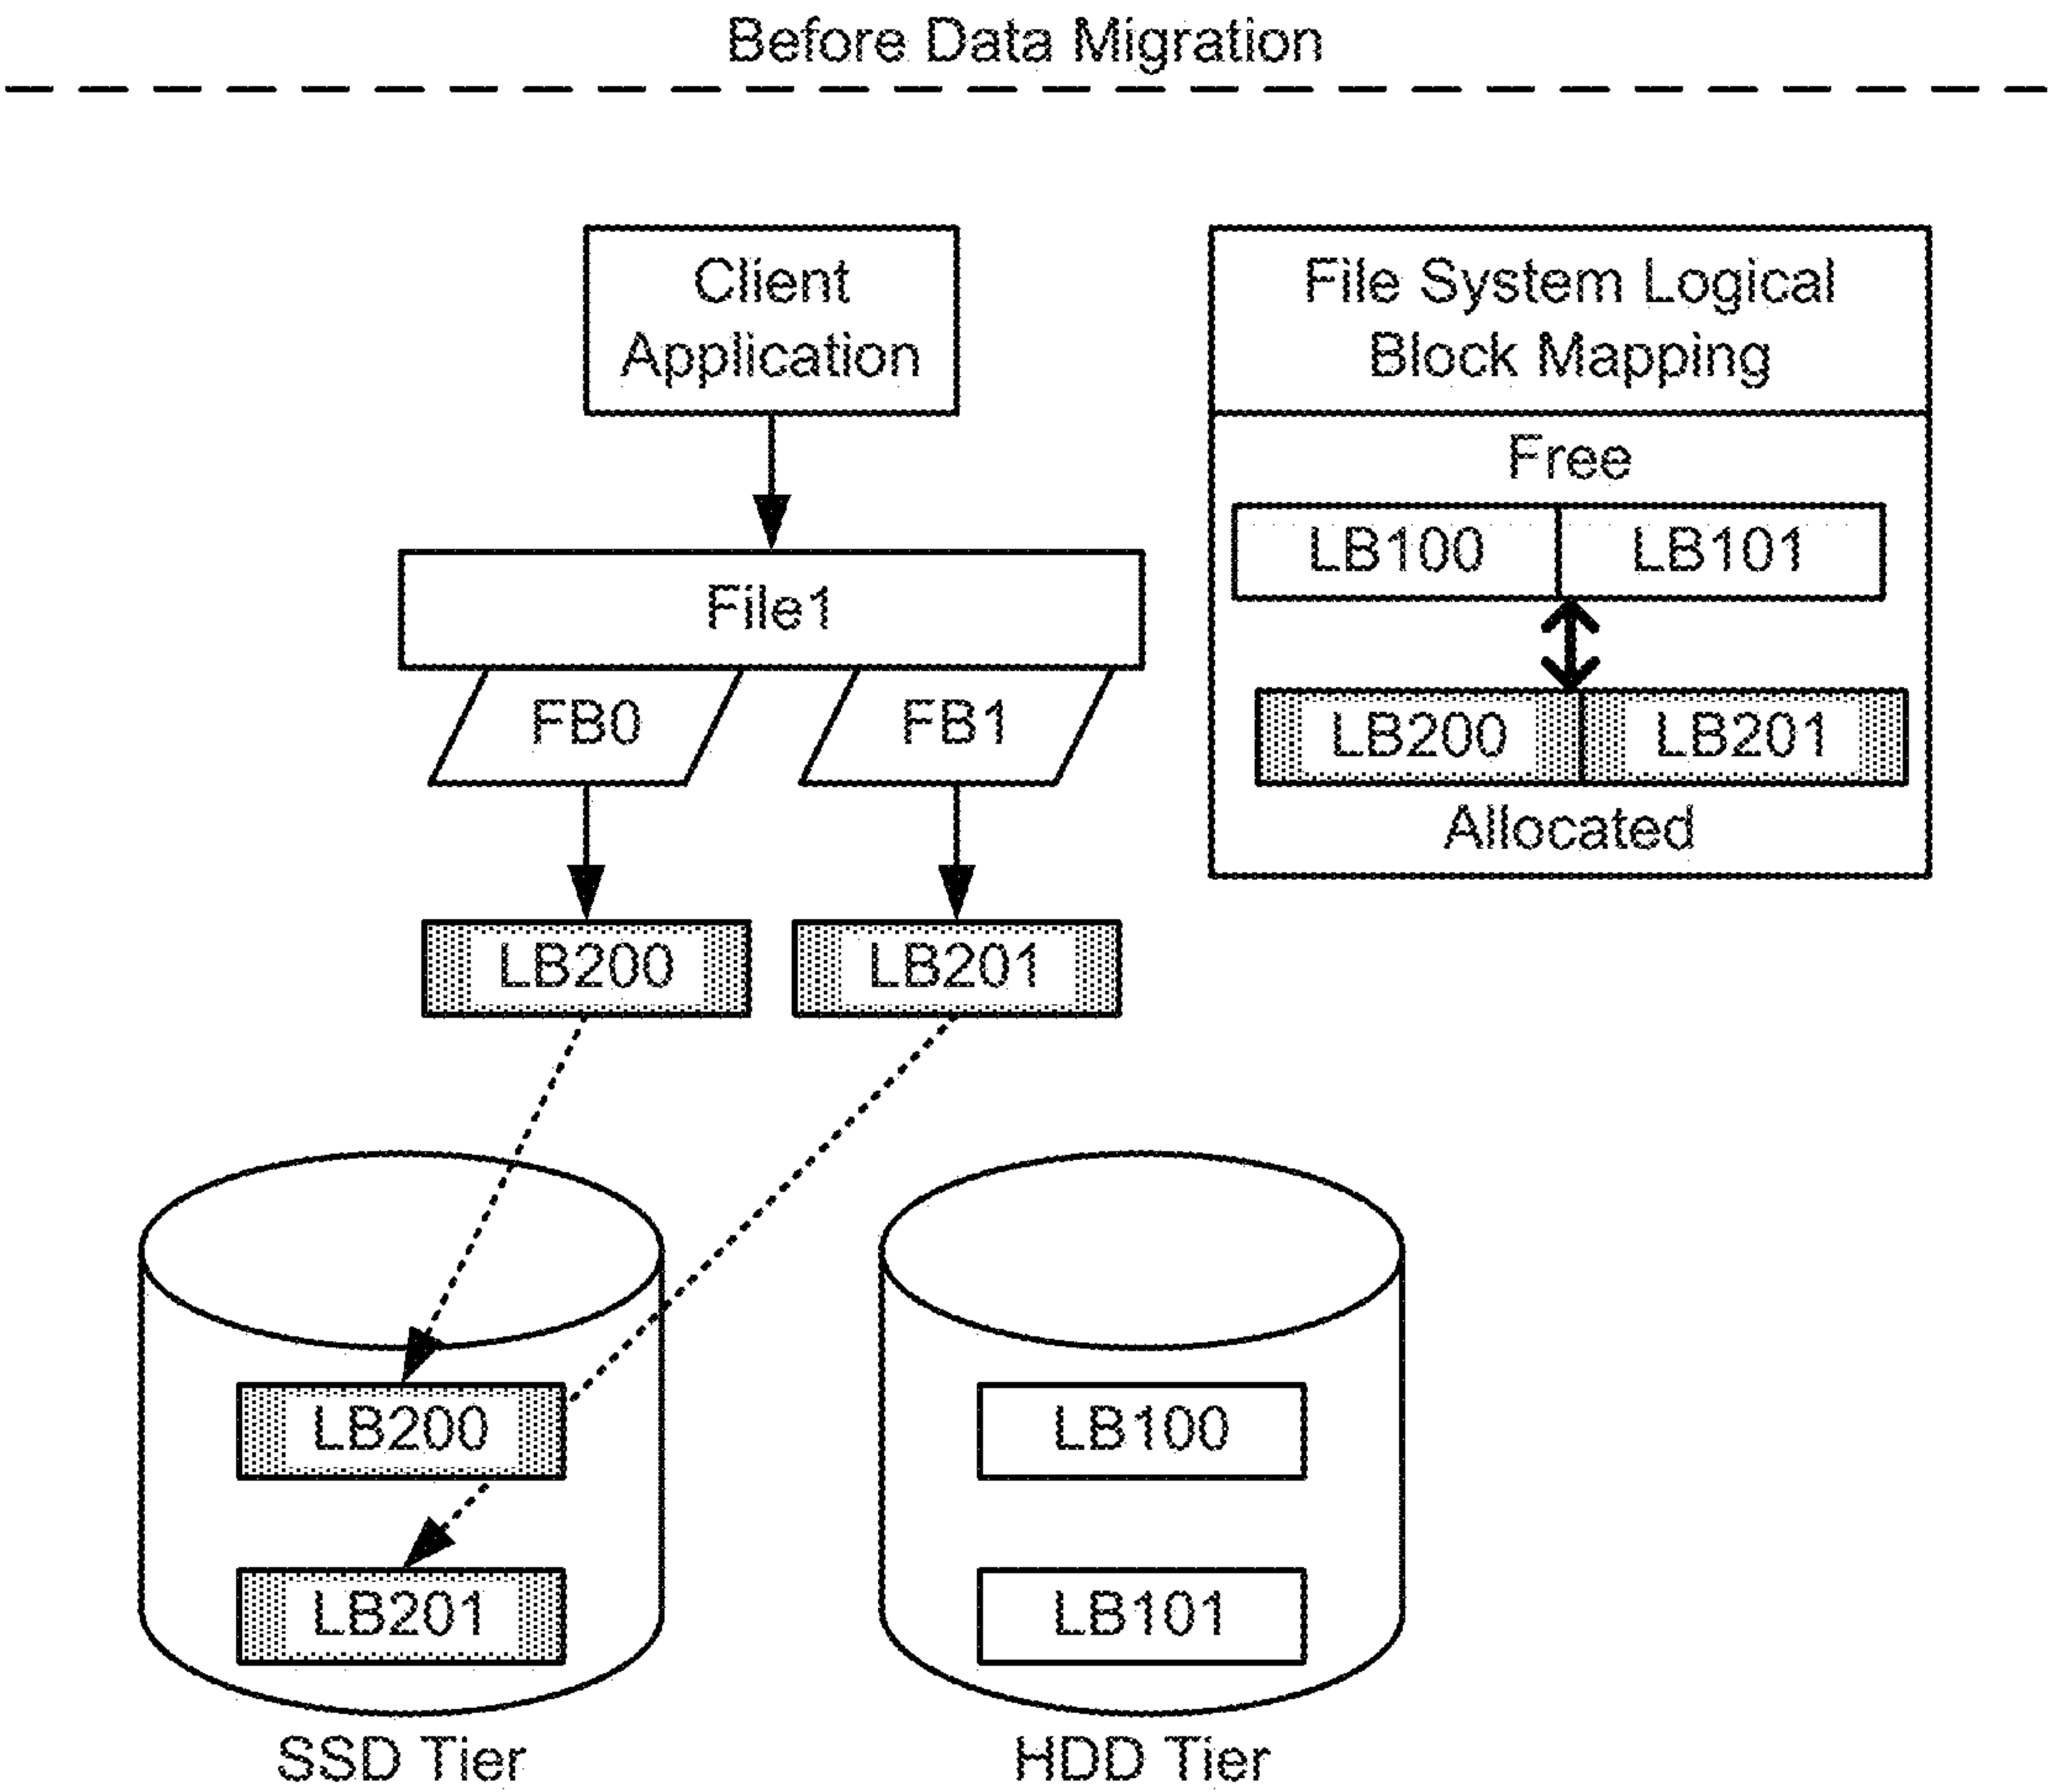 Before Data Migration
Client
Application
File System Logical
Block Mapping
Free
LB100 LB101
LB200 LB201
Allocated
File1
FB0 FB1
LB200 LB201
LB200
LB201
SSD Tier
LB100
LB101
HDD Tier